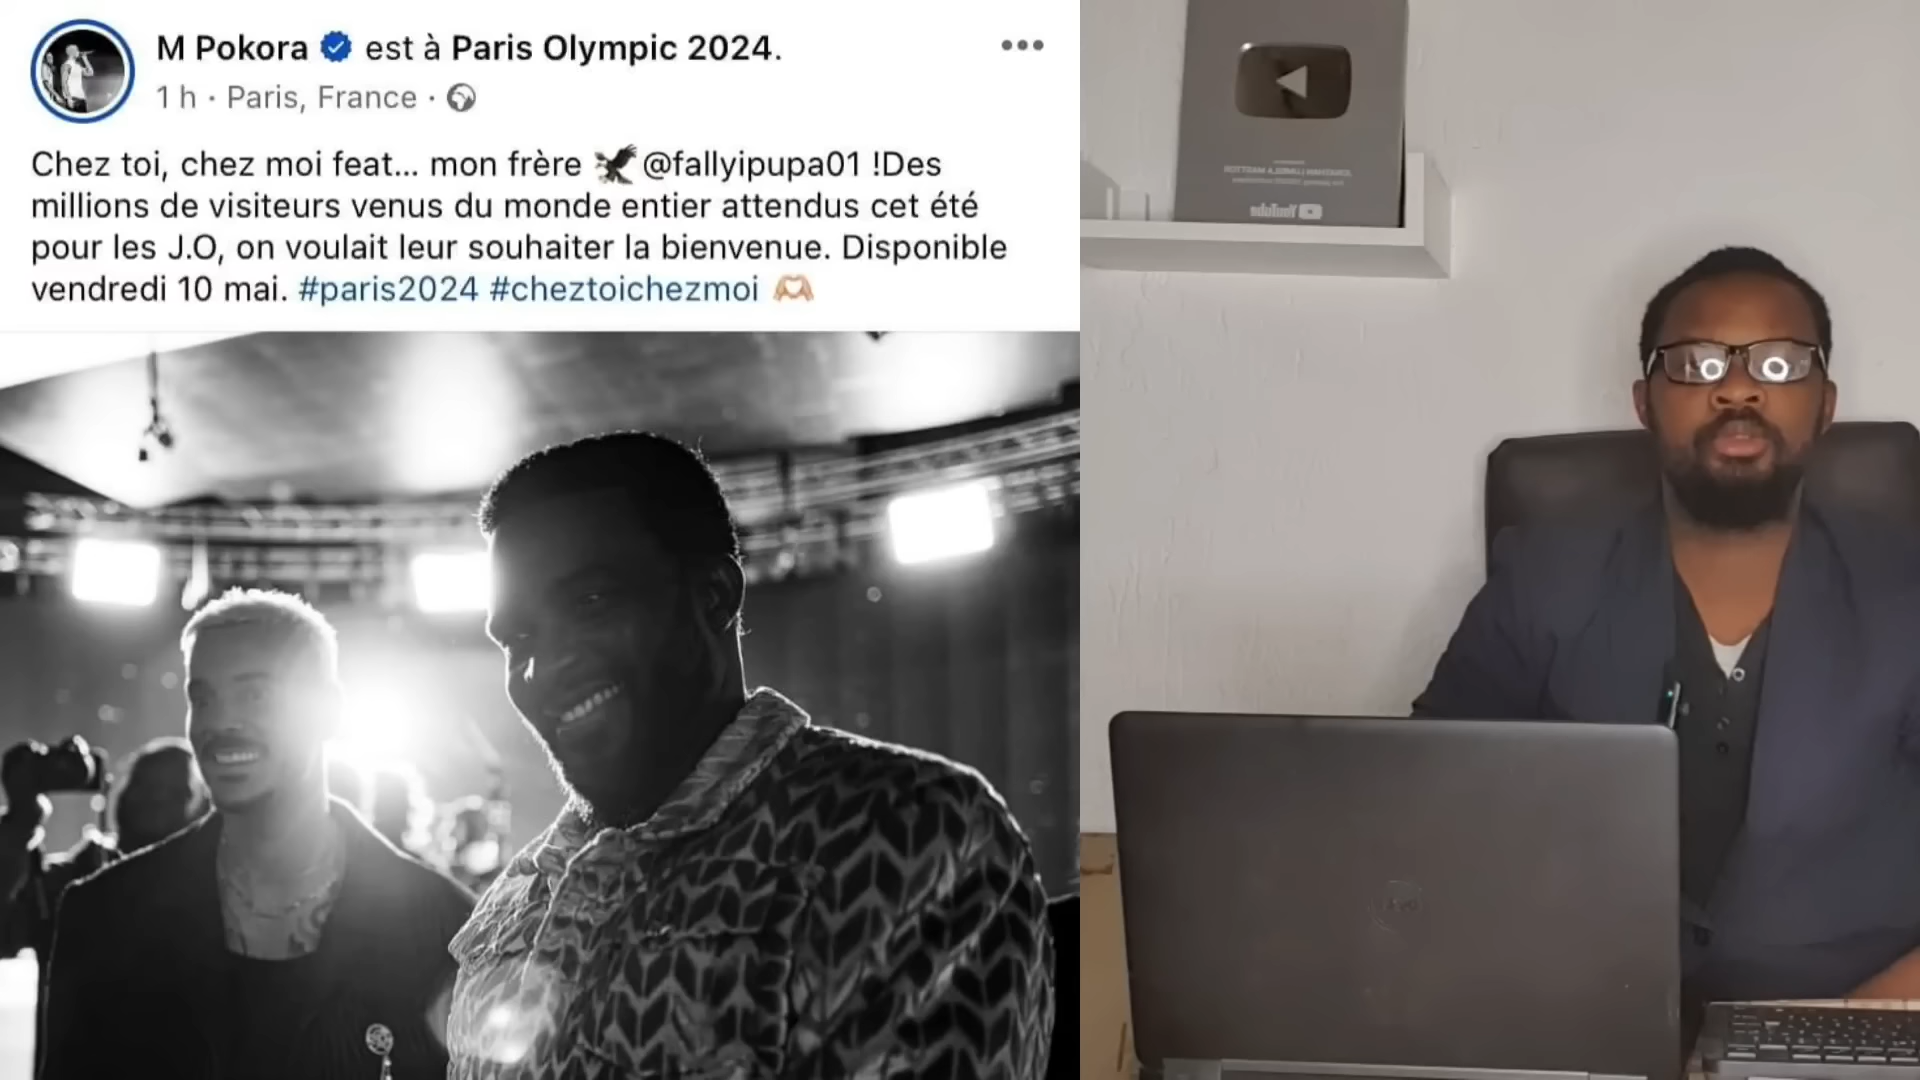 M Pokora est à Paris Olympic 2024.
1 h · Paris, France ·
Chez toi, chez moi feat... mon frère 🦅 @fallyipupa01 !Des
millions de visiteurs venus du monde entier attendus cet été
pour les J.O, on voulait leur souhaiter la bienvenue. Disponible
vendredi 10 mai. #paris2024 #cheztoichezmoi 🫶🏼
YouTube